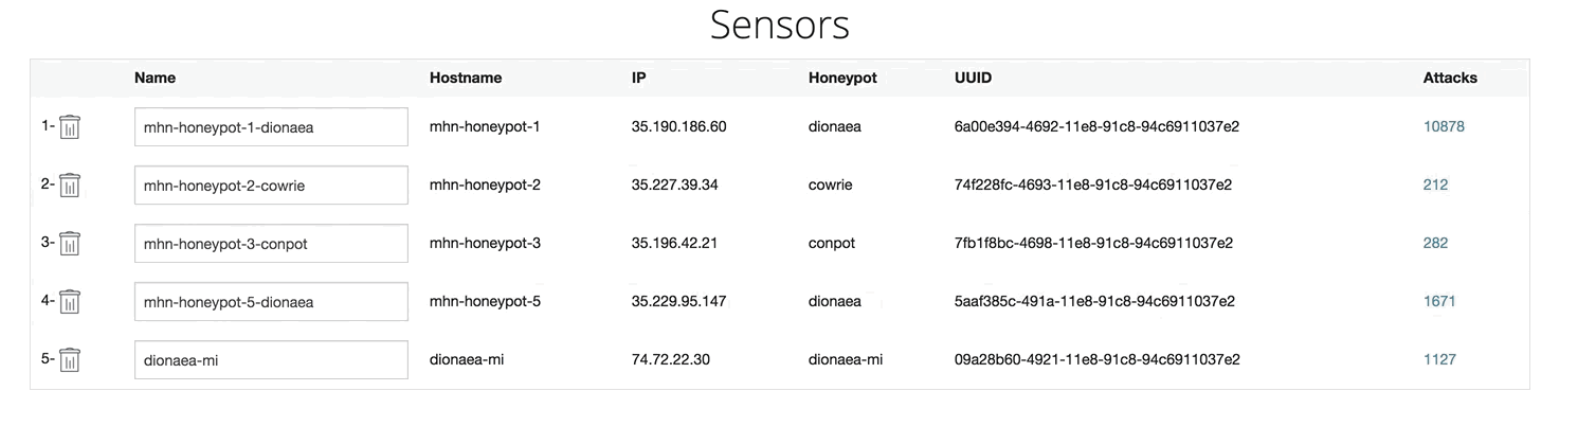 Sensors
Name Hostname IP Honeypot UUID Attacks
1- mhn-honeypot-1-dionaea mhn-honeypot-1 35.190.186.60 dionaea 6a00e394-4692-11e8-91c8-94c6911037e2 10878
2- mhn-honeypot-2-cowrie mhn-honeypot-2 35.227.39.34 cowrie 74f228fc-4693-11e8-91c8-94c6911037e2 212
3- mhn-honeypot-3-conpot mhn-honeypot-3 35.196.42.21 conpot 7fb1f8bc-4698-11e8-91c8-94c6911037e2 282
4- mhn-honeypot-5-dionaea mhn-honeypot-5 35.229.95.147 dionaea 5aaf385c-491a-11e8-91c8-94c6911037e2 1671
5- dionaea-mi dionaea-mi 74.72.22.30 dionaea-mi 09a28b60-4921-11e8-91c8-94c6911037e2 1127